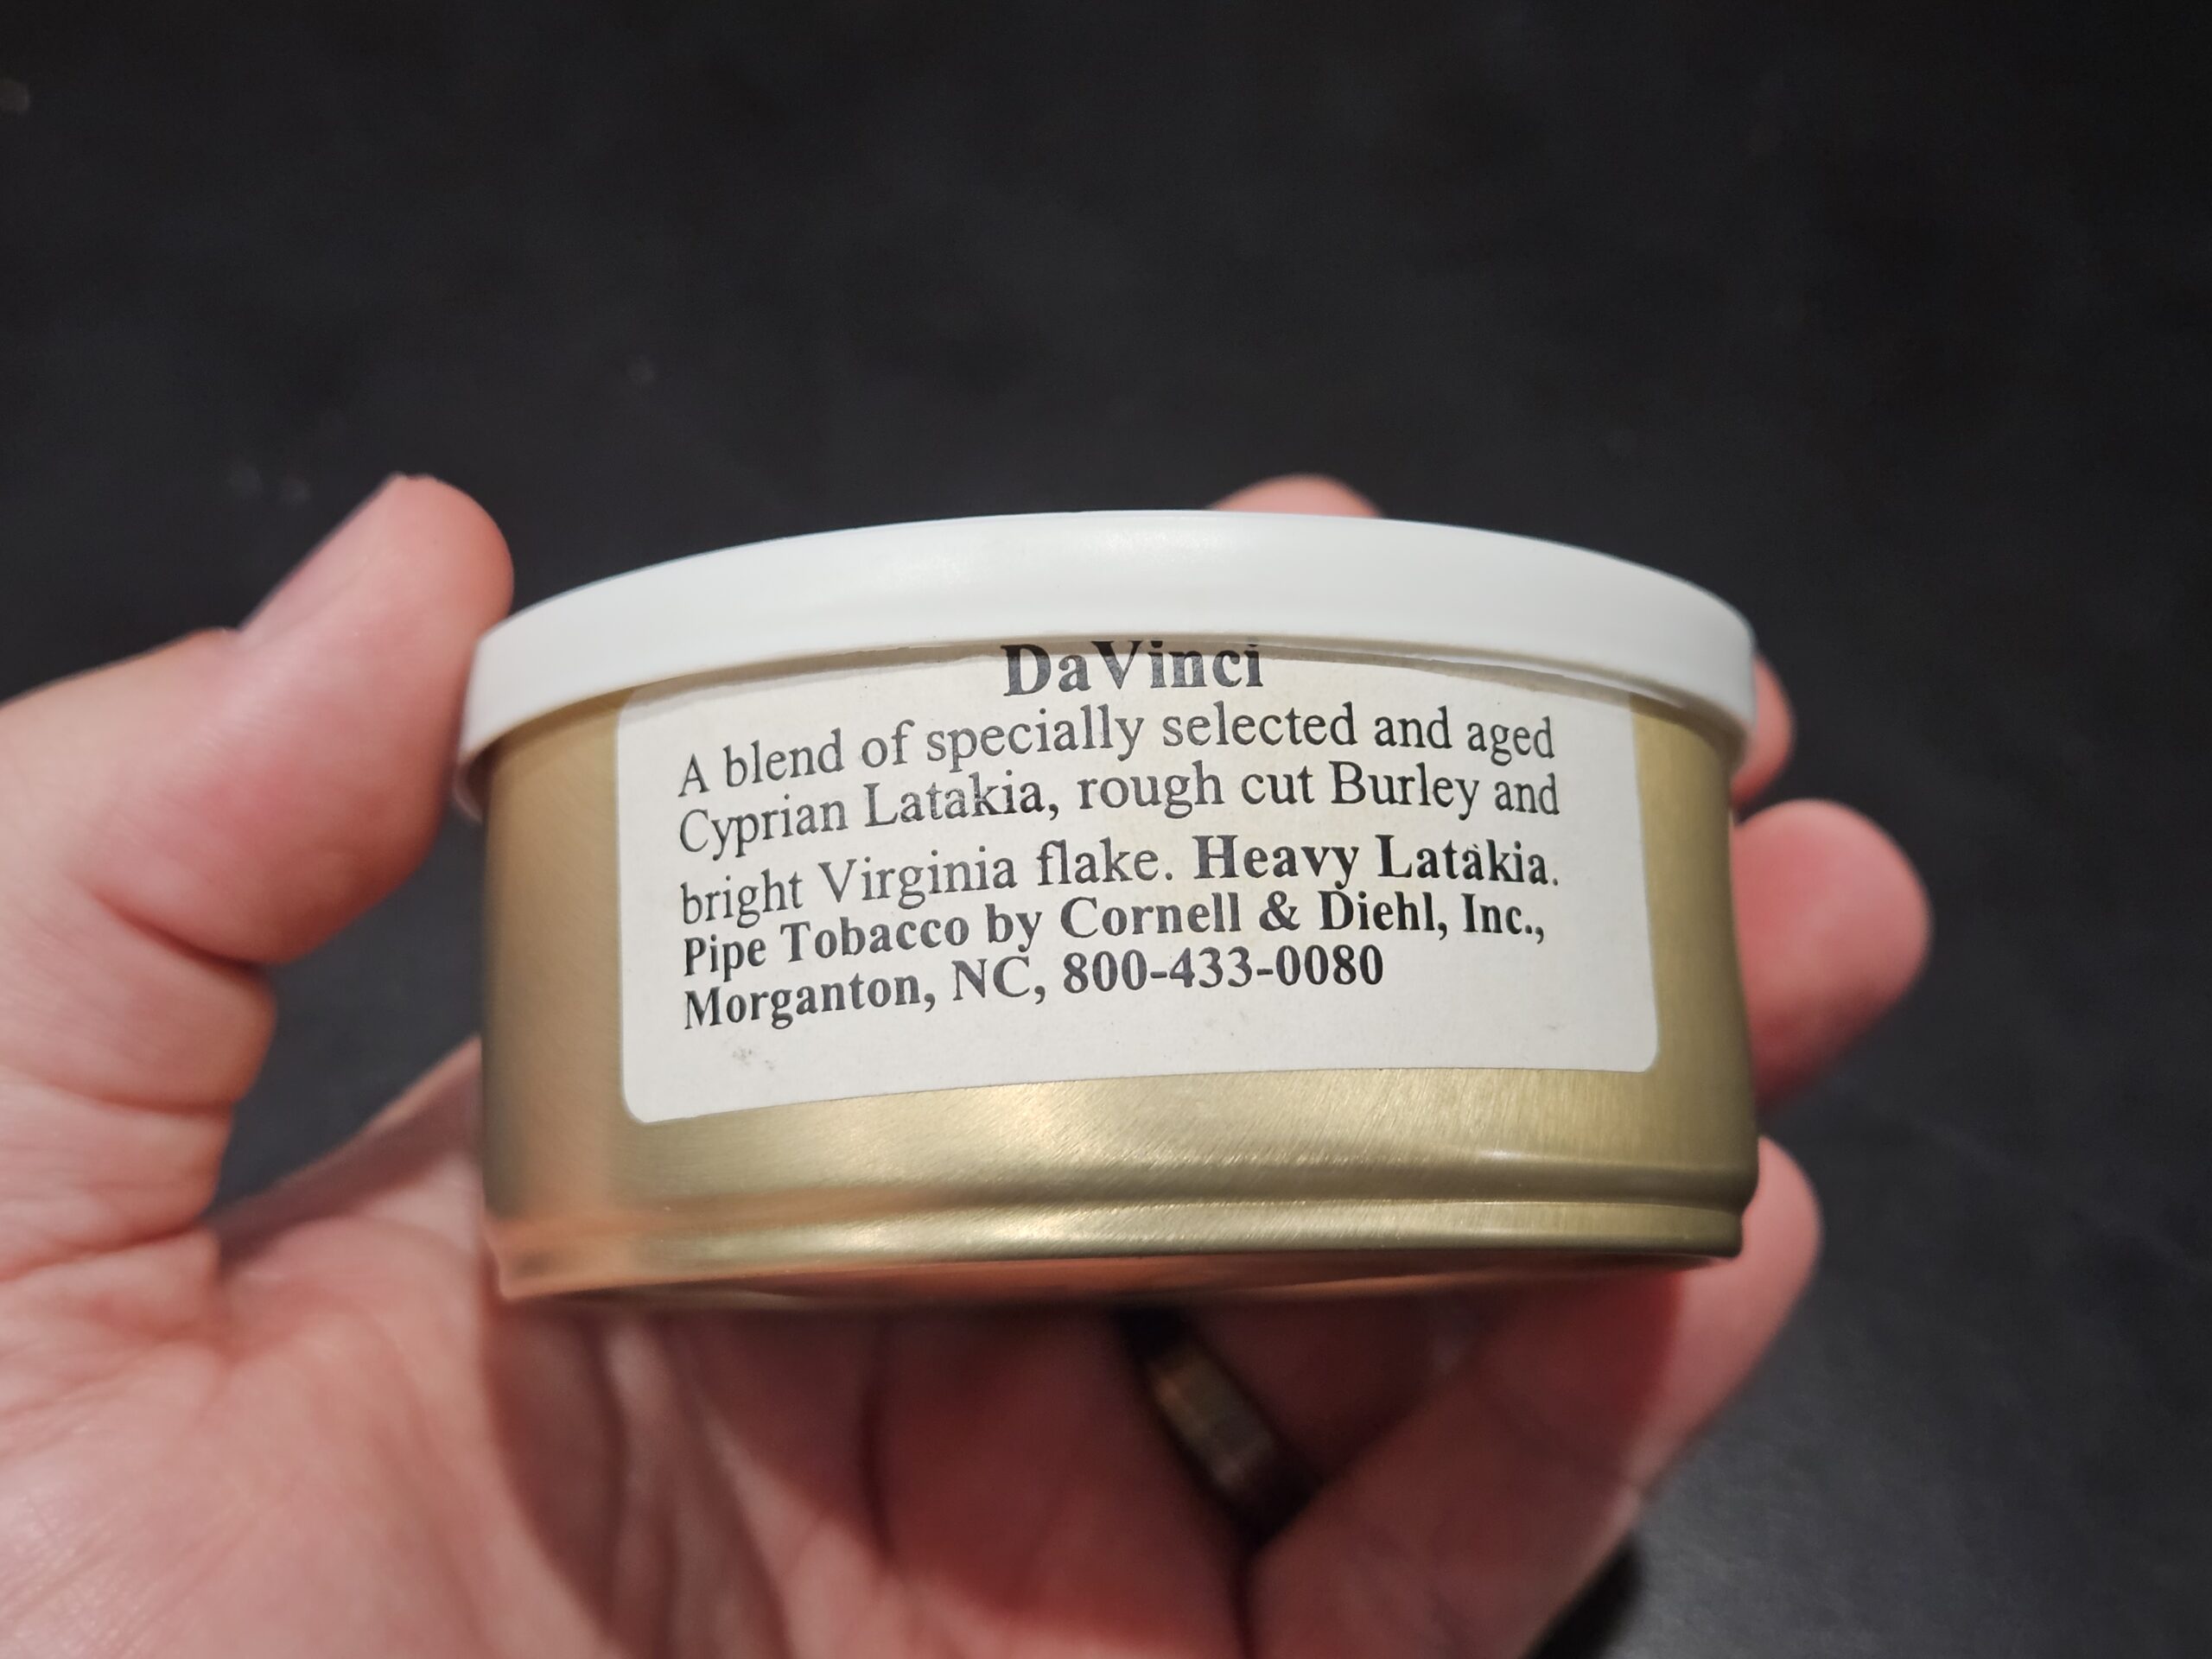 DaVinci
A blend of specially selected and aged
Cyprian Latakia, rough cut Burley and
bright Virginia flake. Heavy Latakia.
Pipe Tobacco by Cornell & Diehl, Inc.,
Morganton, NC, 800-433-0080